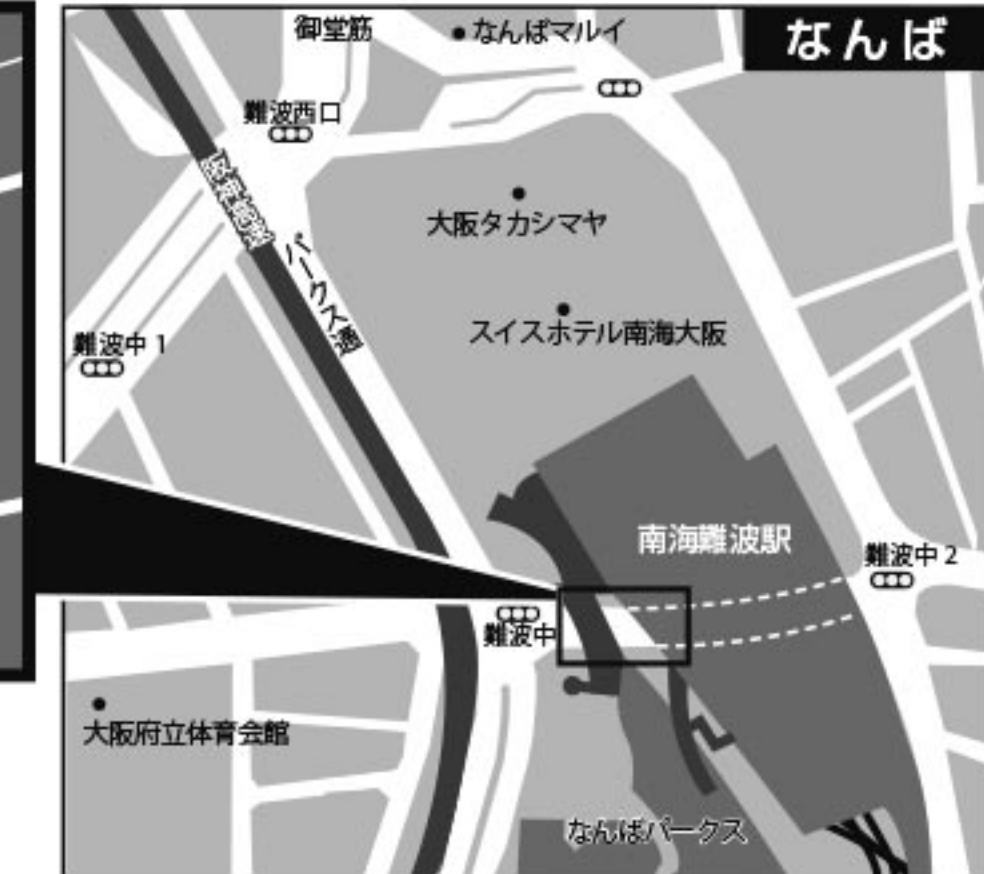 なんば
御堂筋
なんばマルイ
難波西口
阪神高速
パークス通
大阪タカシマヤ
スイスホテル南海大阪
難波中 1
南海難波駅
難波中 2
難波中
大阪府立体育会館
なんばパークス